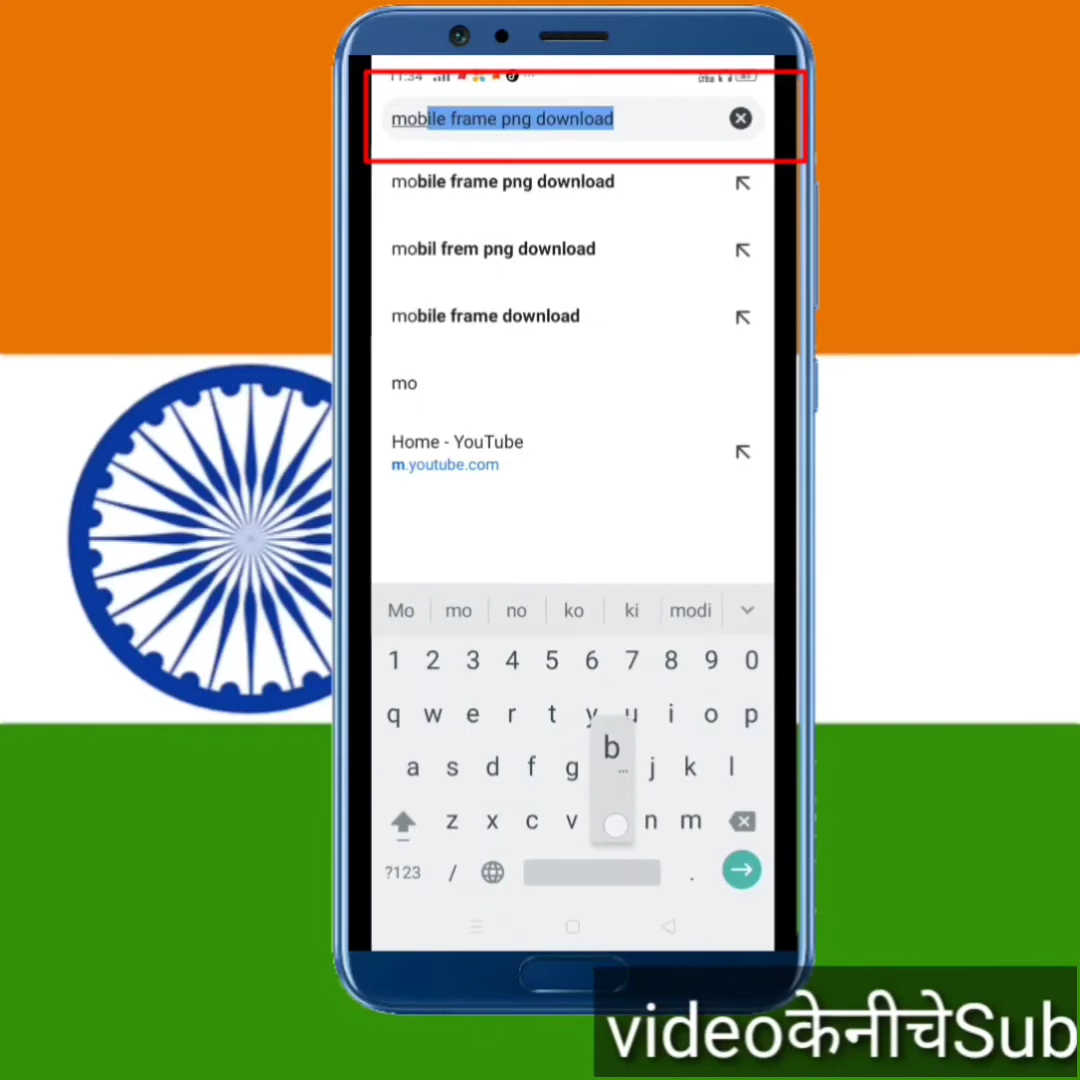 11:34
mobile frame png download
mobile frame png download
mobil frem png download
mobile frame download
mo
Home - YouTube
m.youtube.com
Mo mo no ko ki modi
1 2 3 4 5 6 7 8 9 0
q w e r t y u i o p
b
a s d f g j k l
z x c v n m
?123 / .
videoकेनीचेSub